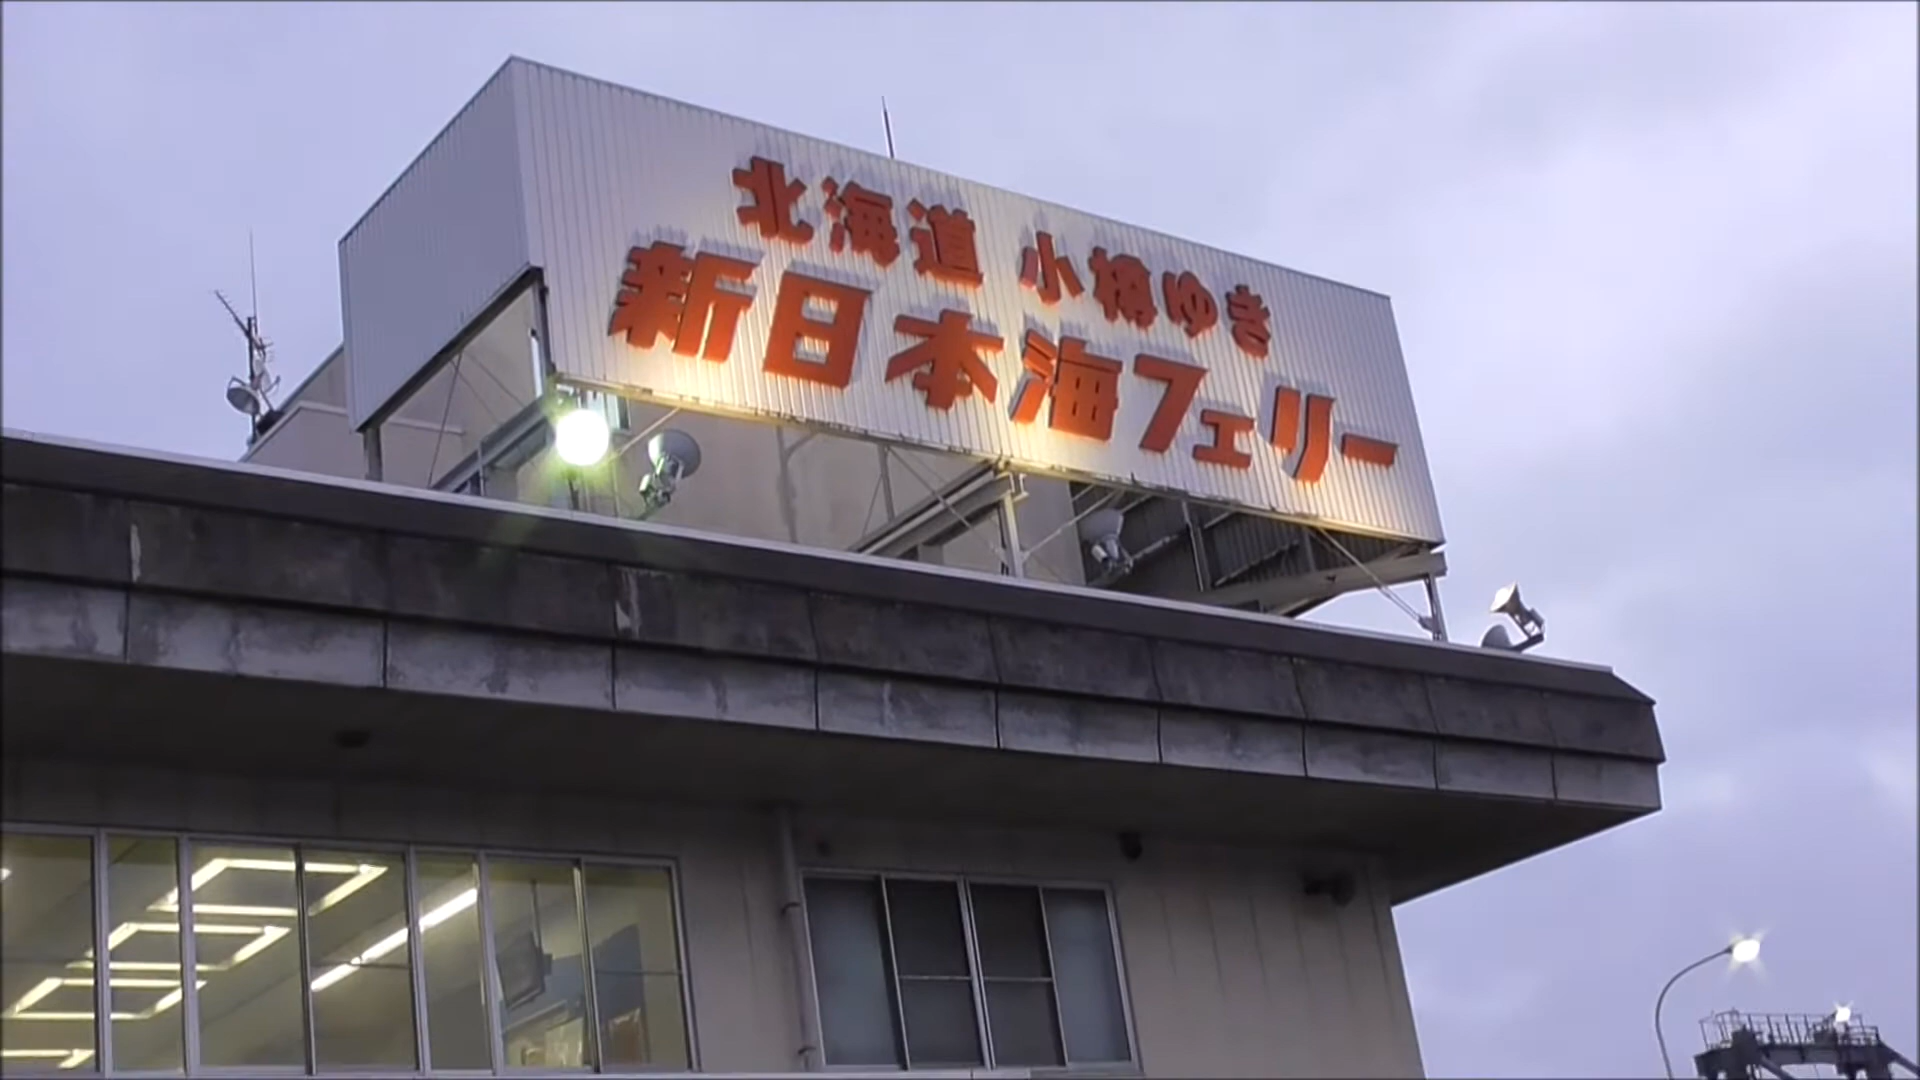 北海道 小樽ゆき
新日本海フェリー